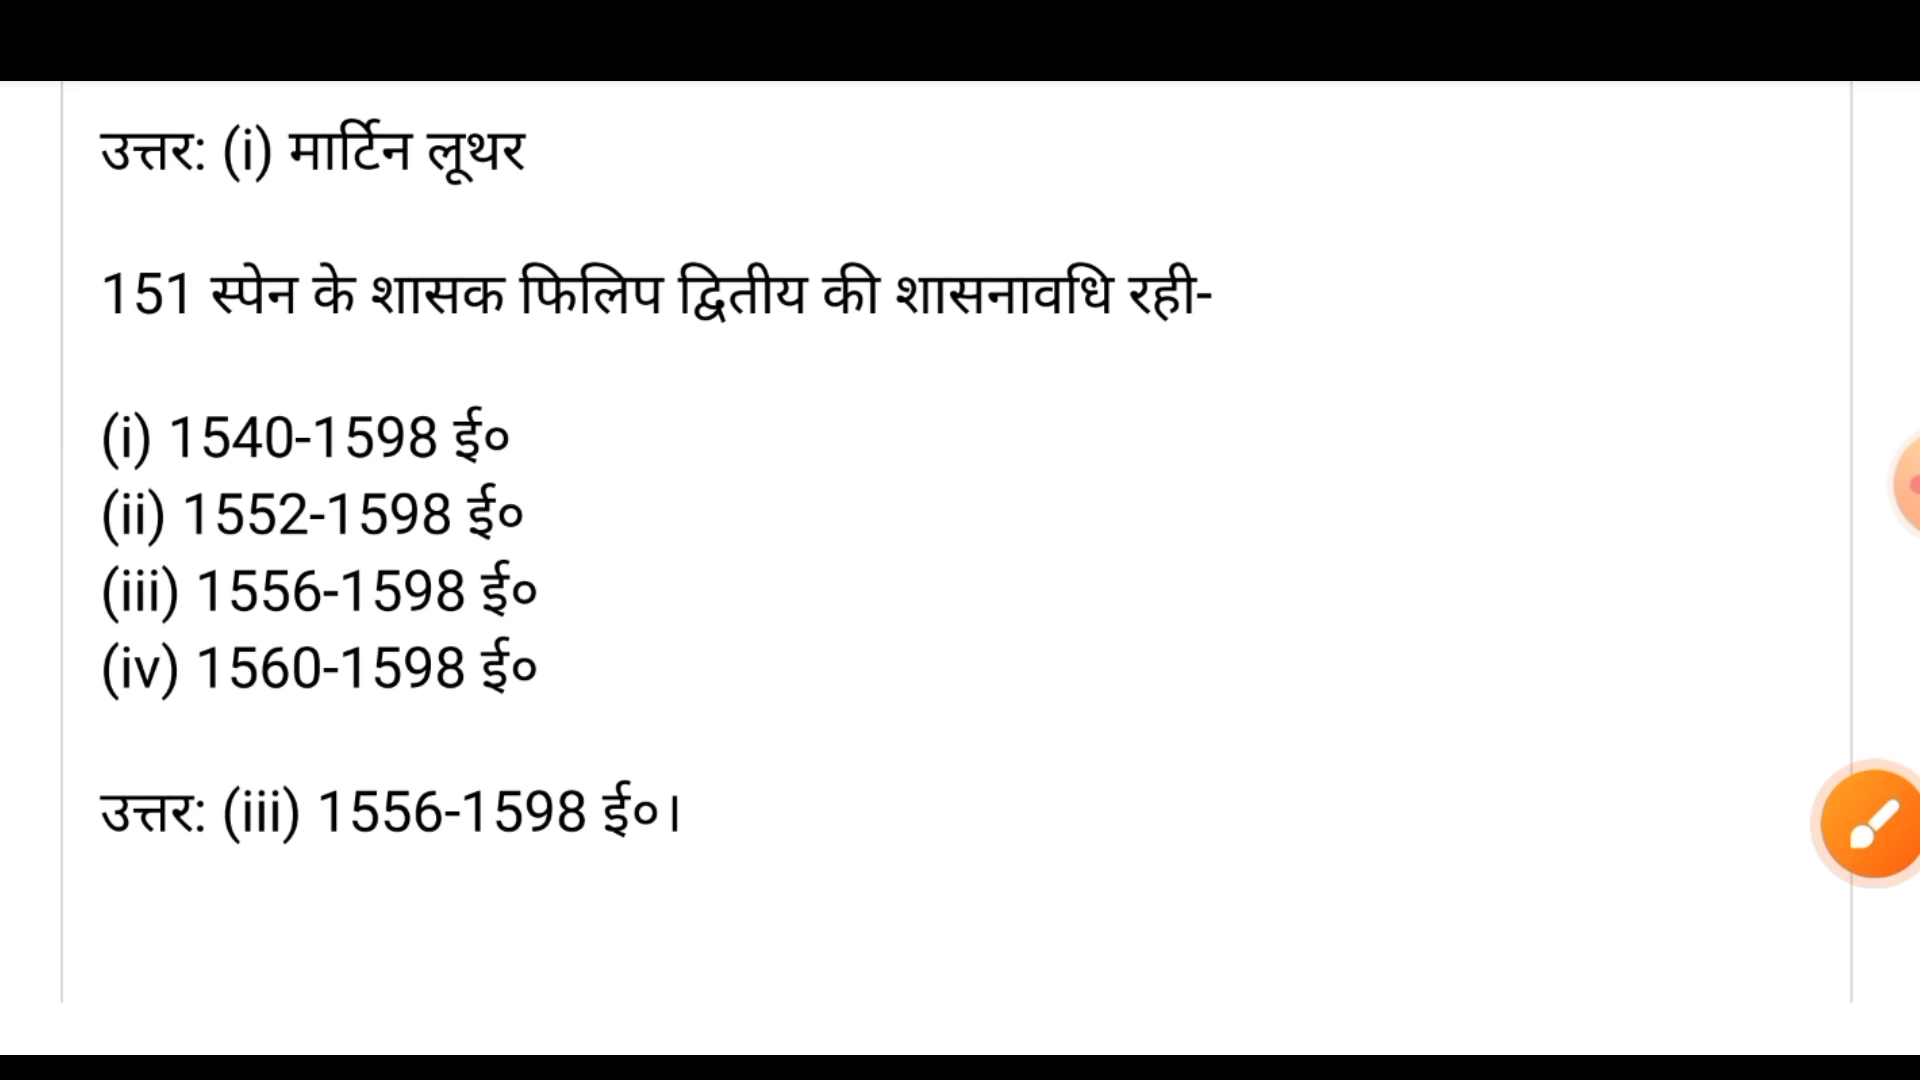 उत्तर: (i) मार्टिन लूथर
151 स्पेन के शासक फिलिप द्वितीय की शासनावधि रही-
(i) 1540-1598 ई०
(ii) 1552-1598 ई०
(iii) 1556-1598 ई०
(iv) 1560-1598 ई०
उत्तर: (iii) 1556-1598 ई०।